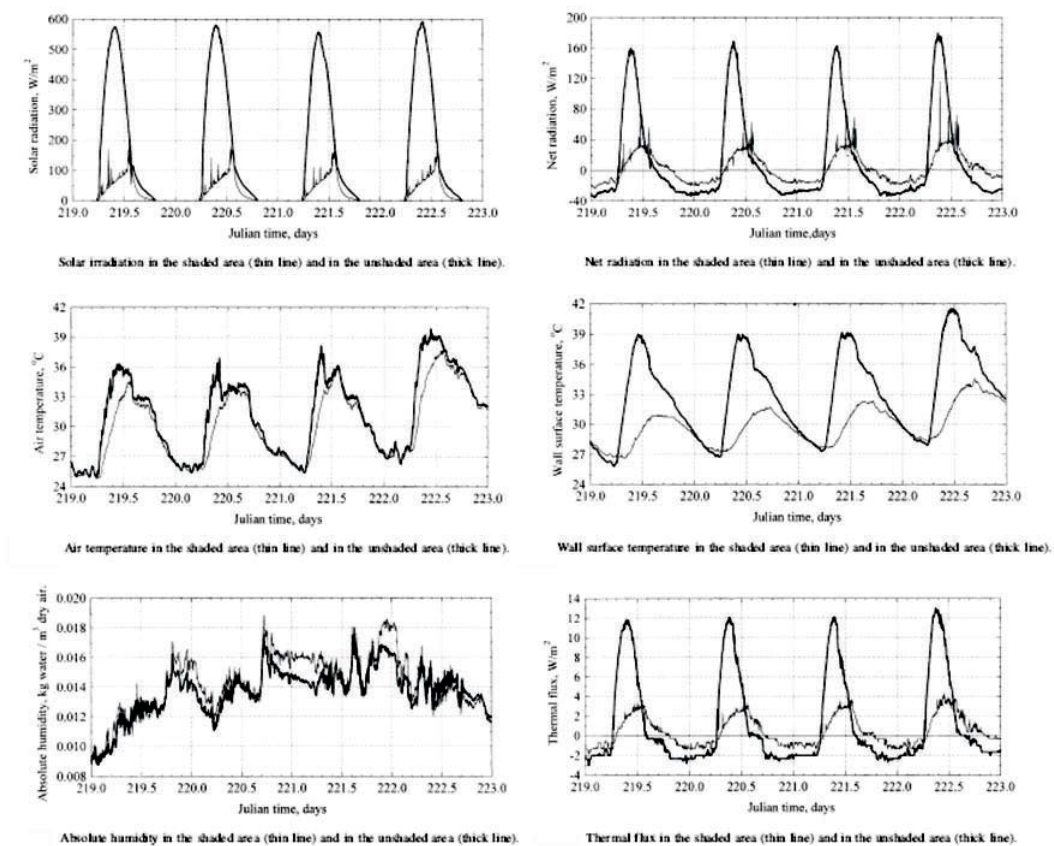 600
500
400
300
200
100
0
Solar radiation, W/m²
219.0 219.5 220.0 220.5 221.0 221.5 222.0 222.5 223.0
Julian time, days
Solar irradiation in the shaded area (thin line) and in the unshaded area (thick line).
200
160
120
80
40
0
-40
Net radiation, W/m²
219.0 219.5 220.0 220.5 221.0 221.5 222.0 222.5 223.0
Julian time,days
Net radiation in the shaded area (thin line) and in the unshaded area (thick line).
42
39
36
33
30
27
24
Air temperature, °C
219.0 219.5 220.0 220.5 221.0 221.5 222.0 222.5 223.0
Julian time, days
Air temperature in the shaded area (thin line) and in the unshaded area (thick line).
42
39
36
33
30
27
24
Wall surface temperature, °C
219.0 219.5 220.0 220.5 221.0 221.5 222.0 222.5 223.0
Julian time, days
Wall surface temperature in the shaded area (thin line) and in the unshaded area (thick line).
0.020
0.018
0.016
0.014
0.012
0.010
0.008
Absolute humidity, kg water / m³ dry air.
219.0 219.5 220.0 220.5 221.0 221.5 222.0 222.5 223.0
Julian time, days
Absolute humidity in the shaded area (thin line) and in the unshaded area (thick line).
14
12
10
8
6
4
2
0
-2
-4
Thermal flux, W/m²
219.0 219.5 220.0 220.5 221.0 221.5 222.0 222.5 223.0
Julian time, days
Thermal flux in the shaded area (thin line) and in the unshaded area (thick line).